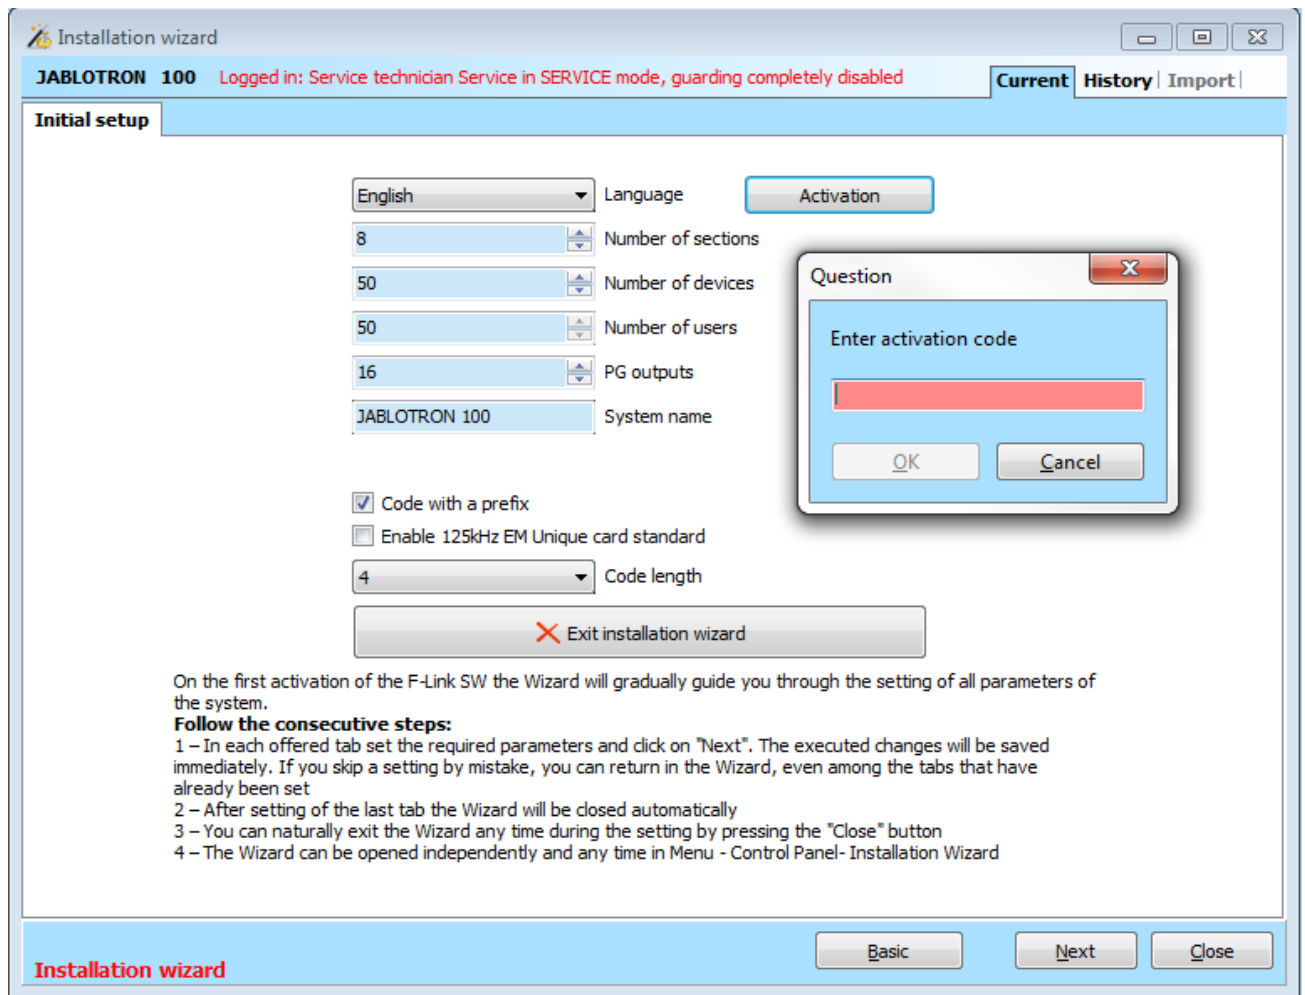 Installation wizard
JABLOTRON 100 Logged in: Service technician Service in SERVICE mode, guarding completely disabled Current History Import
Initial setup
English Language Activation
8 Number of sections
50 Number of devices
50 Number of users
16 PG outputs
JABLOTRON 100 System name
Question
Enter activation code
OK Cancel
Code with a prefix
Enable 125kHz EM Unique card standard
4 Code length
Exit installation wizard
On the first activation of the F-Link SW the Wizard will gradually guide you through the setting of all parameters of
the system.
Follow the consecutive steps:
1 – In each offered tab set the required parameters and click on "Next". The executed changes will be saved
immediately. If you skip a setting by mistake, you can return in the Wizard, even among the tabs that have
already been set
2 – After setting of the last tab the Wizard will be closed automatically
3 – You can naturally exit the Wizard any time during the setting by pressing the "Close" button
4 – The Wizard can be opened independently and any time in Menu - Control Panel- Installation Wizard
Installation wizard Basic Next Close